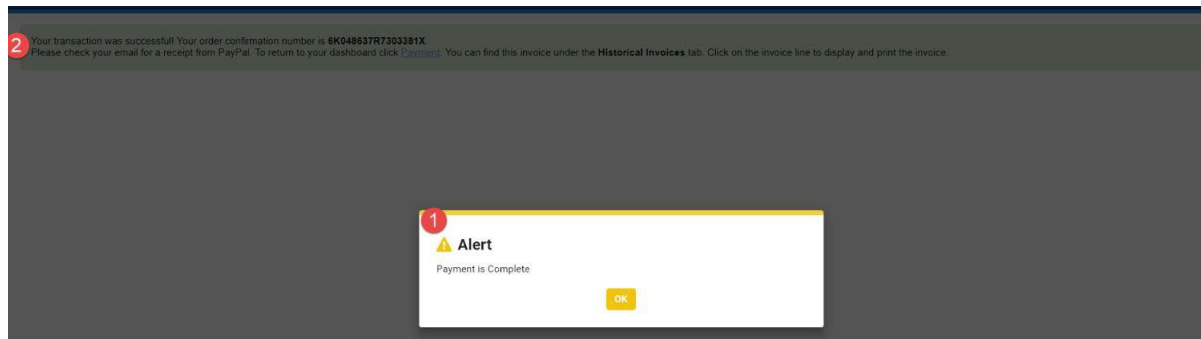 2
Your transaction was successful! Your order confirmation number is 6K048637R7303381X.
Please check your email for a receipt from PayPal. To return to your dashboard click Payment. You can find this invoice under the Historical Invoices tab. Click on the invoice line to display and print the invoice.
1
Alert
Payment is Complete
OK